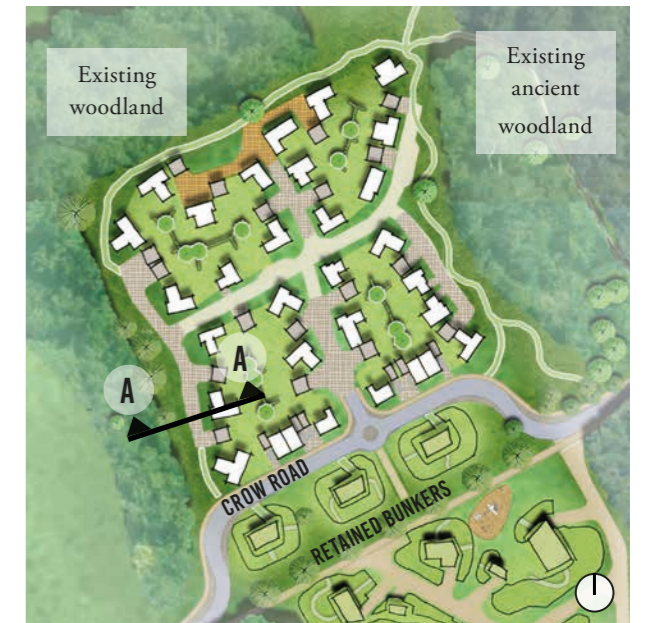 Existing
woodland
Existing
ancient
woodland
A
A
CROW ROAD
RETAINED BUNKERS